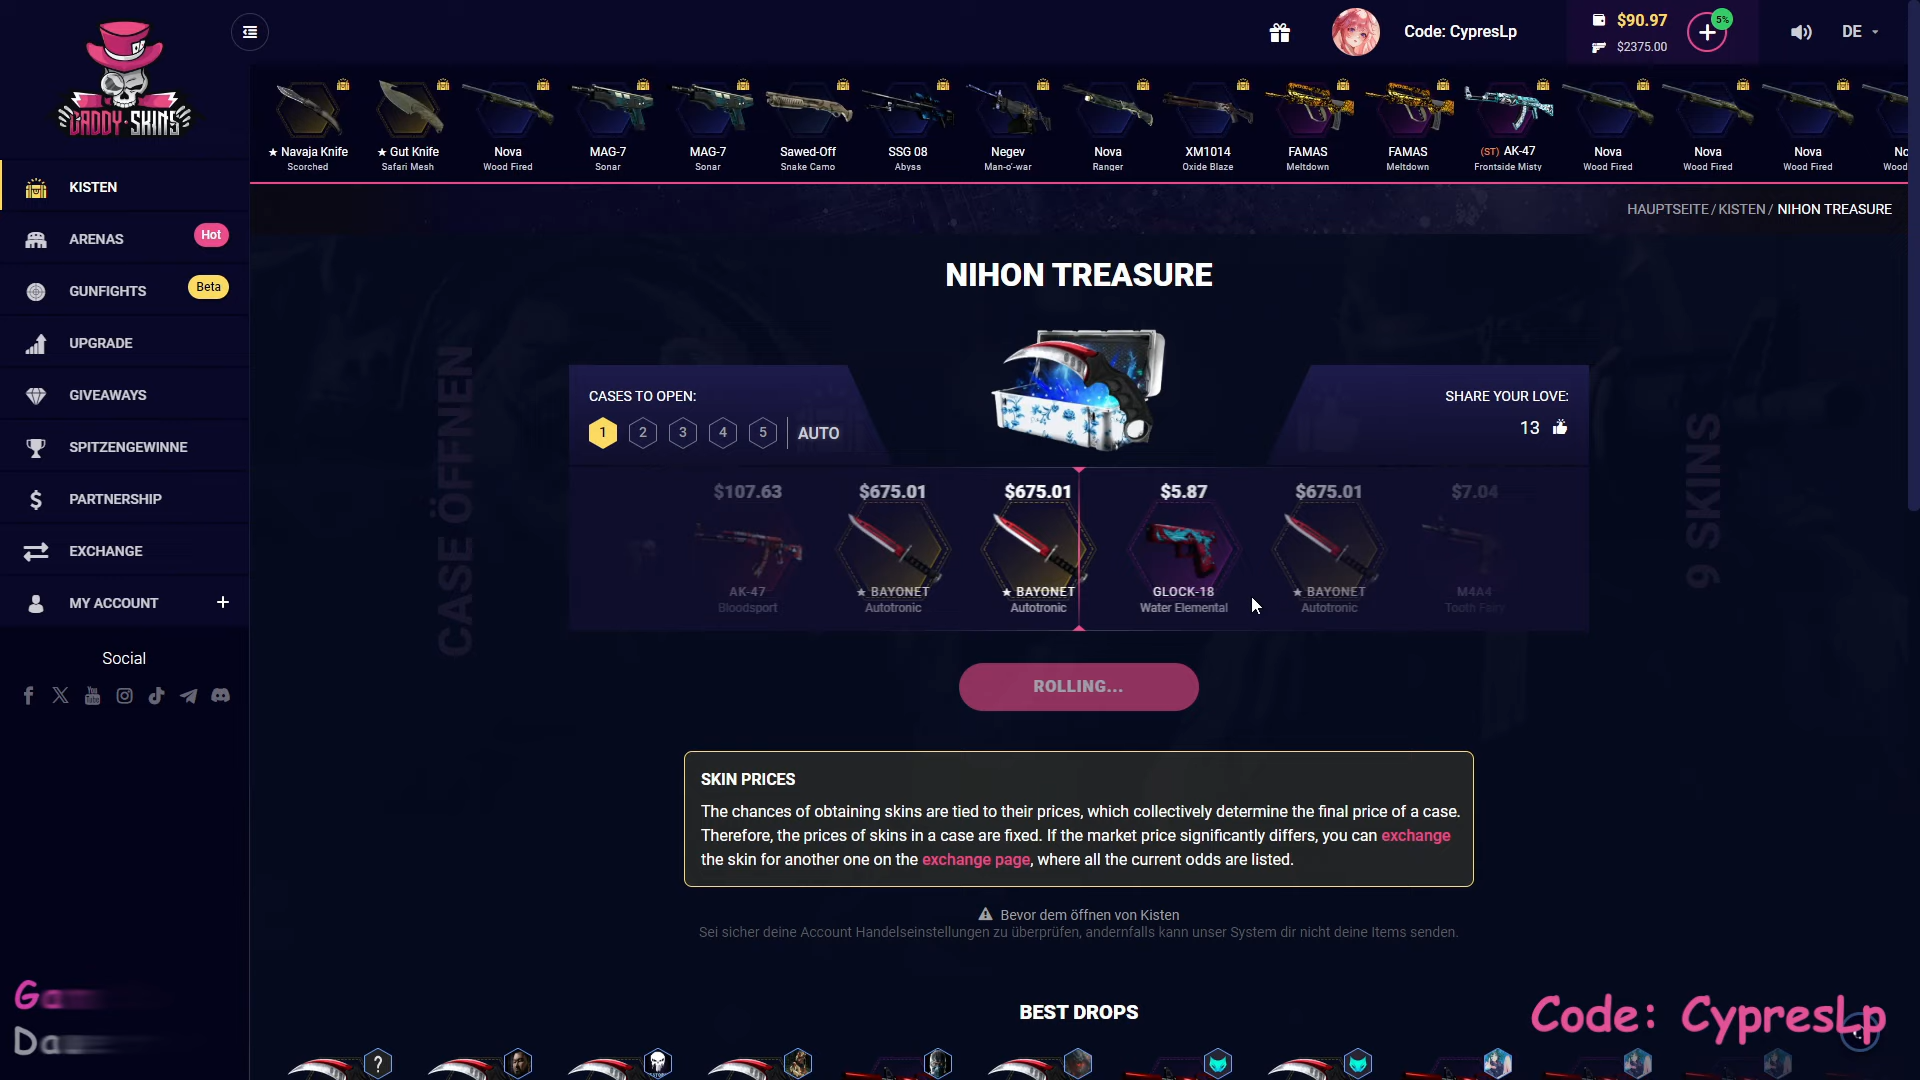 DADDY SKINS
Code: CypresLp
$90.97
$2375.00
5%
DE
★ Navaja Knife
Scorched
★ Gut Knife
Safari Mesh
Nova
Wood Fired
MAG-7
Sonar
MAG-7
Sonar
Sawed-Off
Snake Camo
SSG 08
Abyss
Negev
Man-o'-war
Nova
Ranger
XM1014
Oxide Blaze
FAMAS
Meltdown
FAMAS
Meltdown
(ST) AK-47
Frontside Misty
Nova
Wood Fired
Nova
Wood Fired
Nova
Wood Fired
KISTEN
ARENAS
Hot
GUNFIGHTS
Beta
UPGRADE
GIVEAWAYS
SPITZENGEWINNE
PARTNERSHIP
EXCHANGE
MY ACCOUNT
Social
HAUPTSEITE / KISTEN / NIHON TREASURE
NIHON TREASURE
CASE ÖFFNEN
9 SKINS
CASES TO OPEN:
1 2 3 4 5 AUTO
SHARE YOUR LOVE:
13
$107.63
AK-47
Bloodsport
$675.01
★ BAYONET
Autotronic
$675.01
★ BAYONET
Autotronic
$5.87
GLOCK-18
Water Elemental
$675.01
★ BAYONET
Autotronic
$7.04
M4A4
Tooth Fairy
ROLLING...
SKIN PRICES
The chances of obtaining skins are tied to their prices, which collectively determine the final price of a case.
Therefore, the prices of skins in a case are fixed. If the market price significantly differs, you can exchange
the skin for another one on the exchange page, where all the current odds are listed.
Bevor dem öffnen von Kisten
Sei sicher deine Account Handelseinstellungen zu überprüfen, andernfalls kann unser System dir nicht deine Items senden.
BEST DROPS
Code: CypresLp